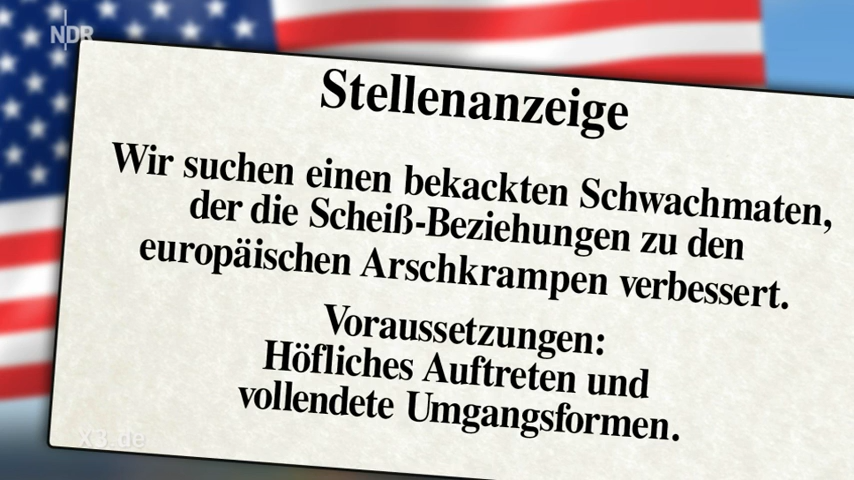 NDR
Stellenanzeige
Wir suchen einen bekackten Schwachmaten,
der die Scheiß-Beziehungen zu den
europäischen Arschkrampen verbessert.
Voraussetzungen:
Höfliches Auftreten und
vollendete Umgangsformen.
X3.de